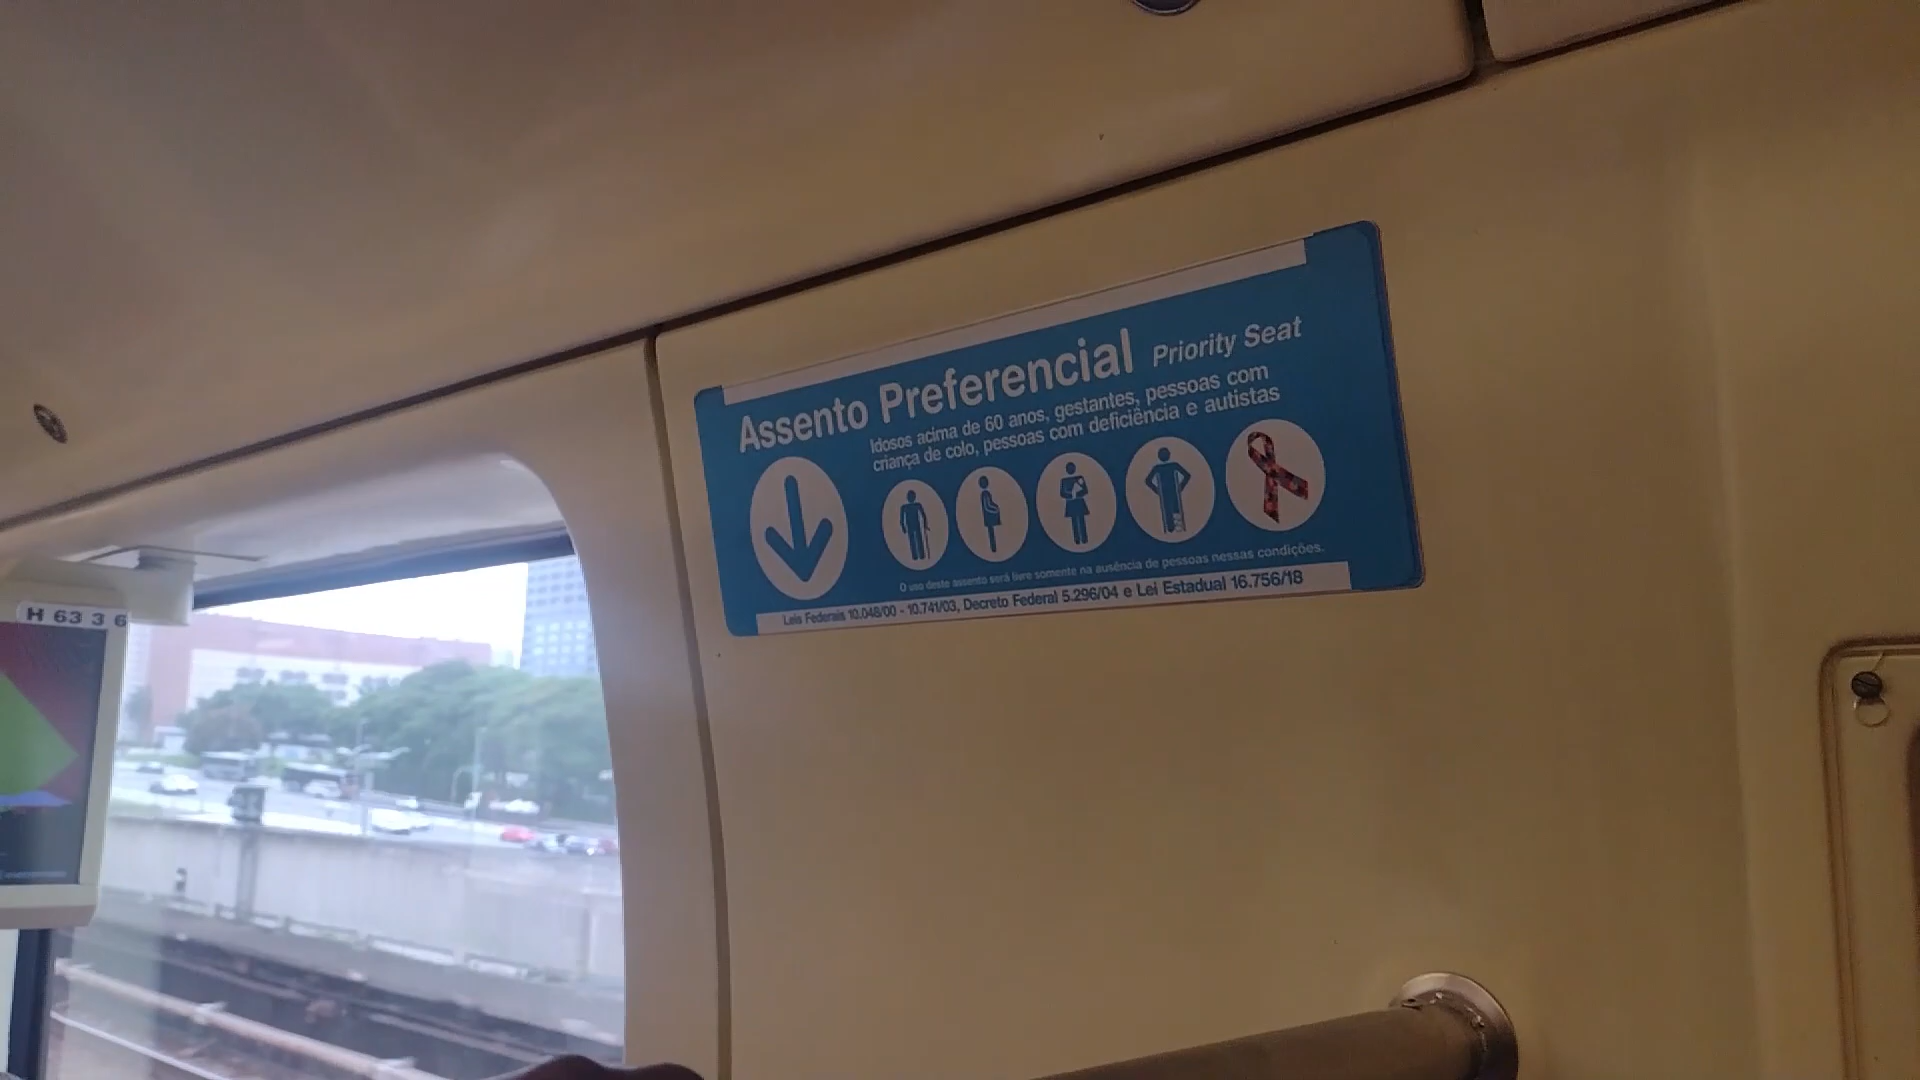 Assento Preferencial Priority Seat
Idosos acima de 60 anos, gestantes, pessoas com
criança de colo, pessoas com deficiência e autistas
O uso deste assento será livre somente na ausência de pessoas nessas condições.
Leis Federais 10.048/00 - 10.741/03, Decreto Federal 5.296/04 e Lei Estadual 16.756/18
H 63 3 6